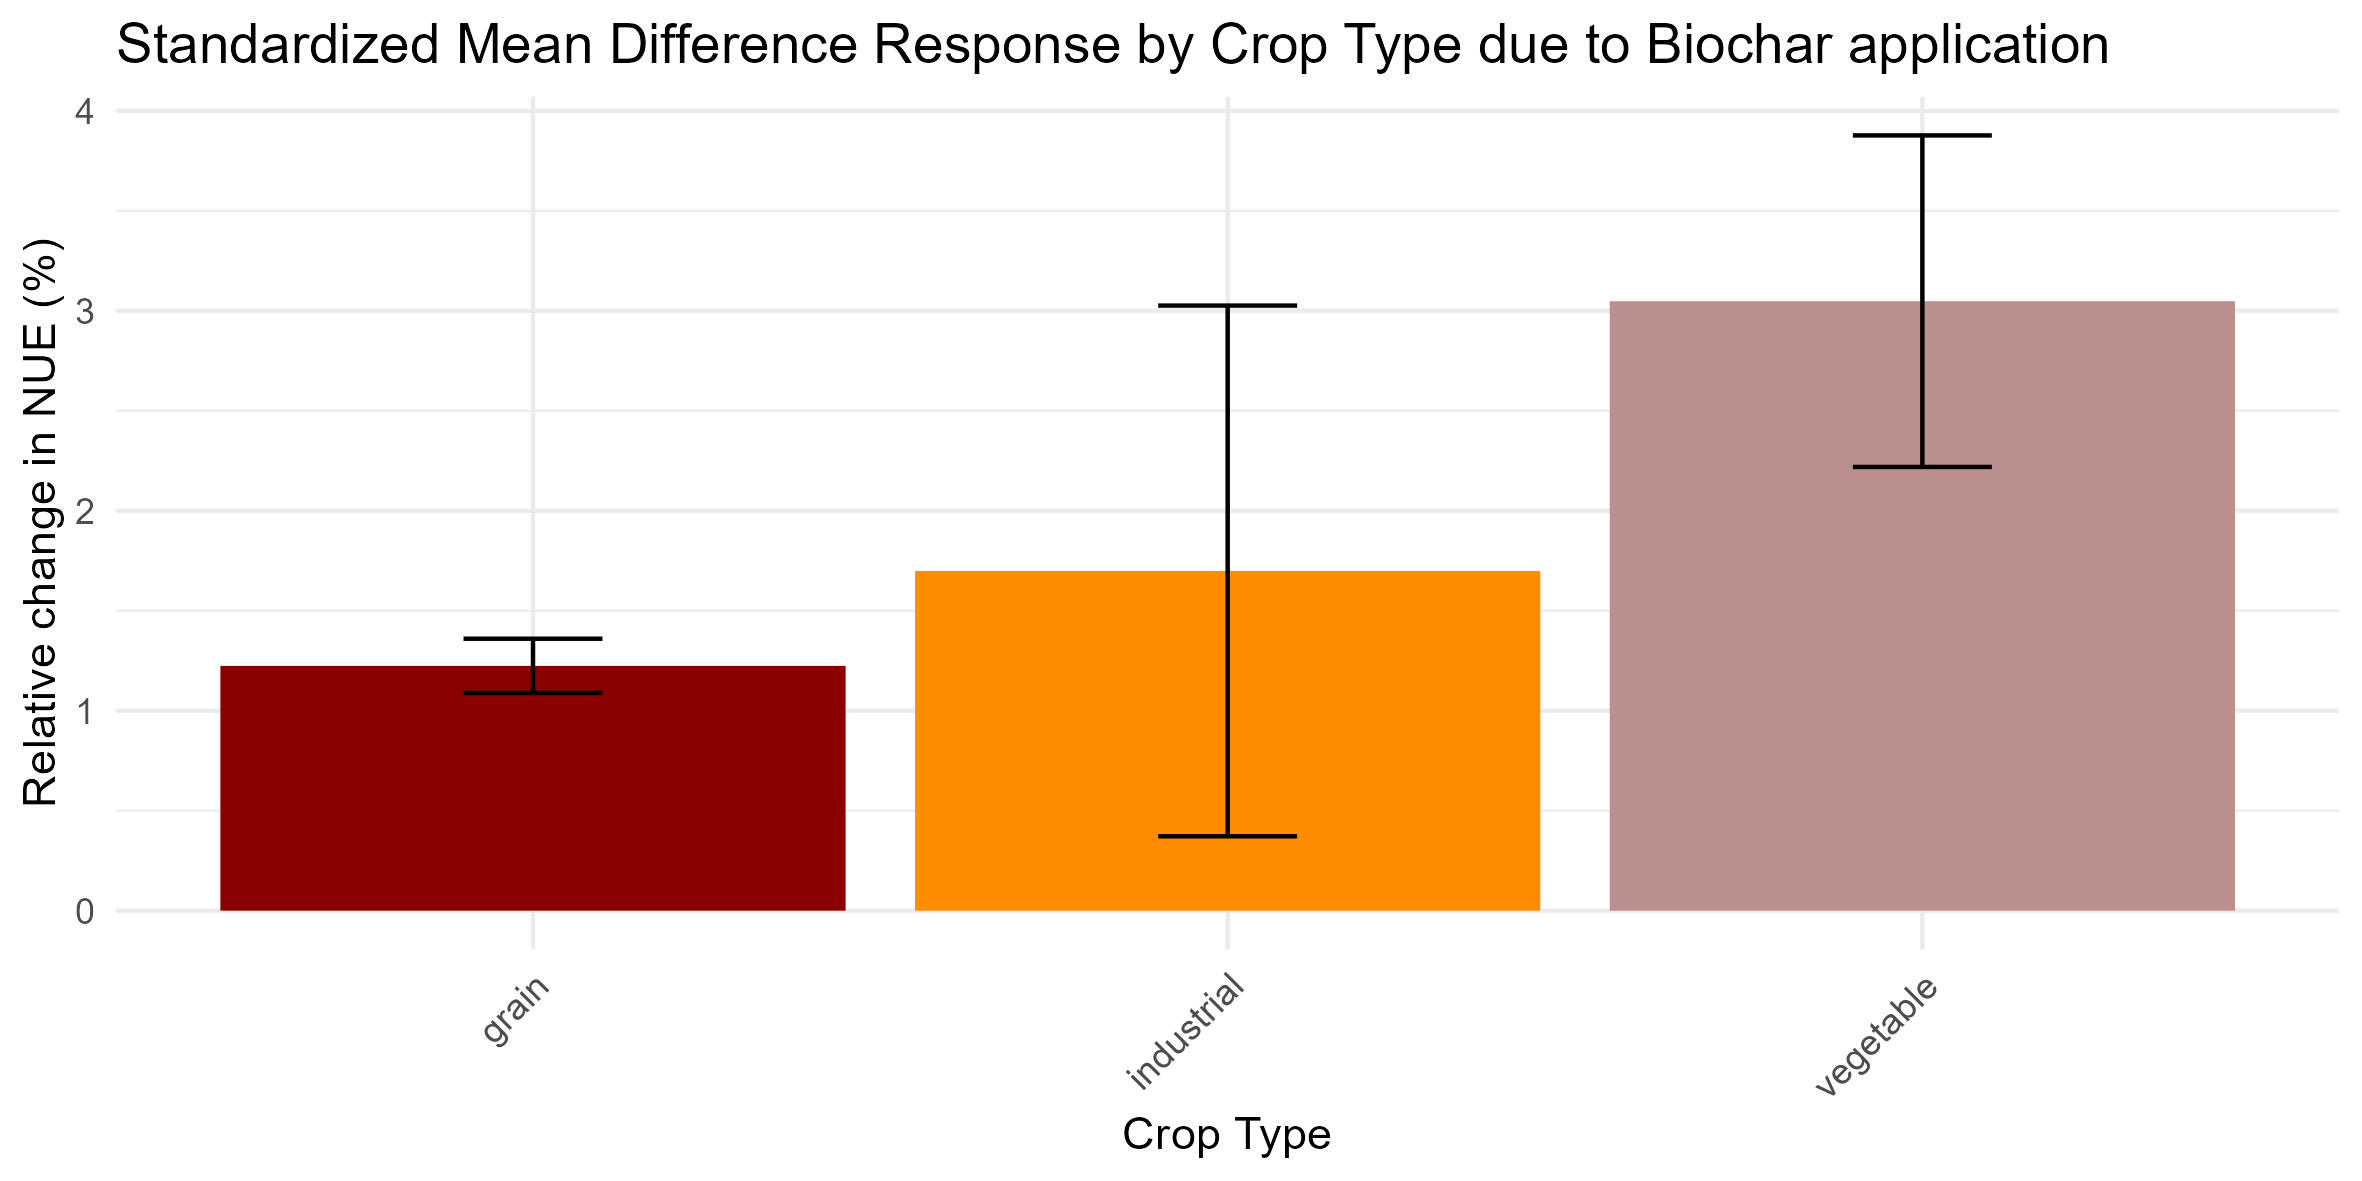 Standardized Mean Difference Response by Crop Type due to Biochar application
Relative change in NUE (%)
4
3
2
1
0
grain
industrial
vegetable
Crop Type